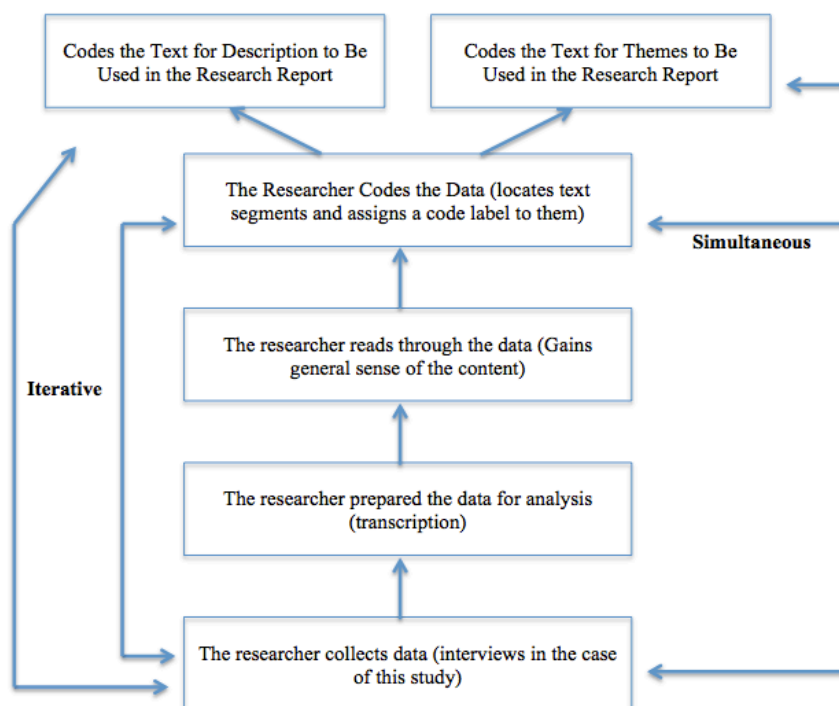 Codes the Text for Description to Be
Used in the Research Report
Codes the Text for Themes to Be
Used in the Research Report
The Researcher Codes the Data (locates text
segments and assigns a code label to them)
Simultaneous
The researcher reads through the data (Gains
general sense of the content)
Iterative
The researcher prepared the data for analysis
(transcription)
The researcher collects data (interviews in the case
of this study)